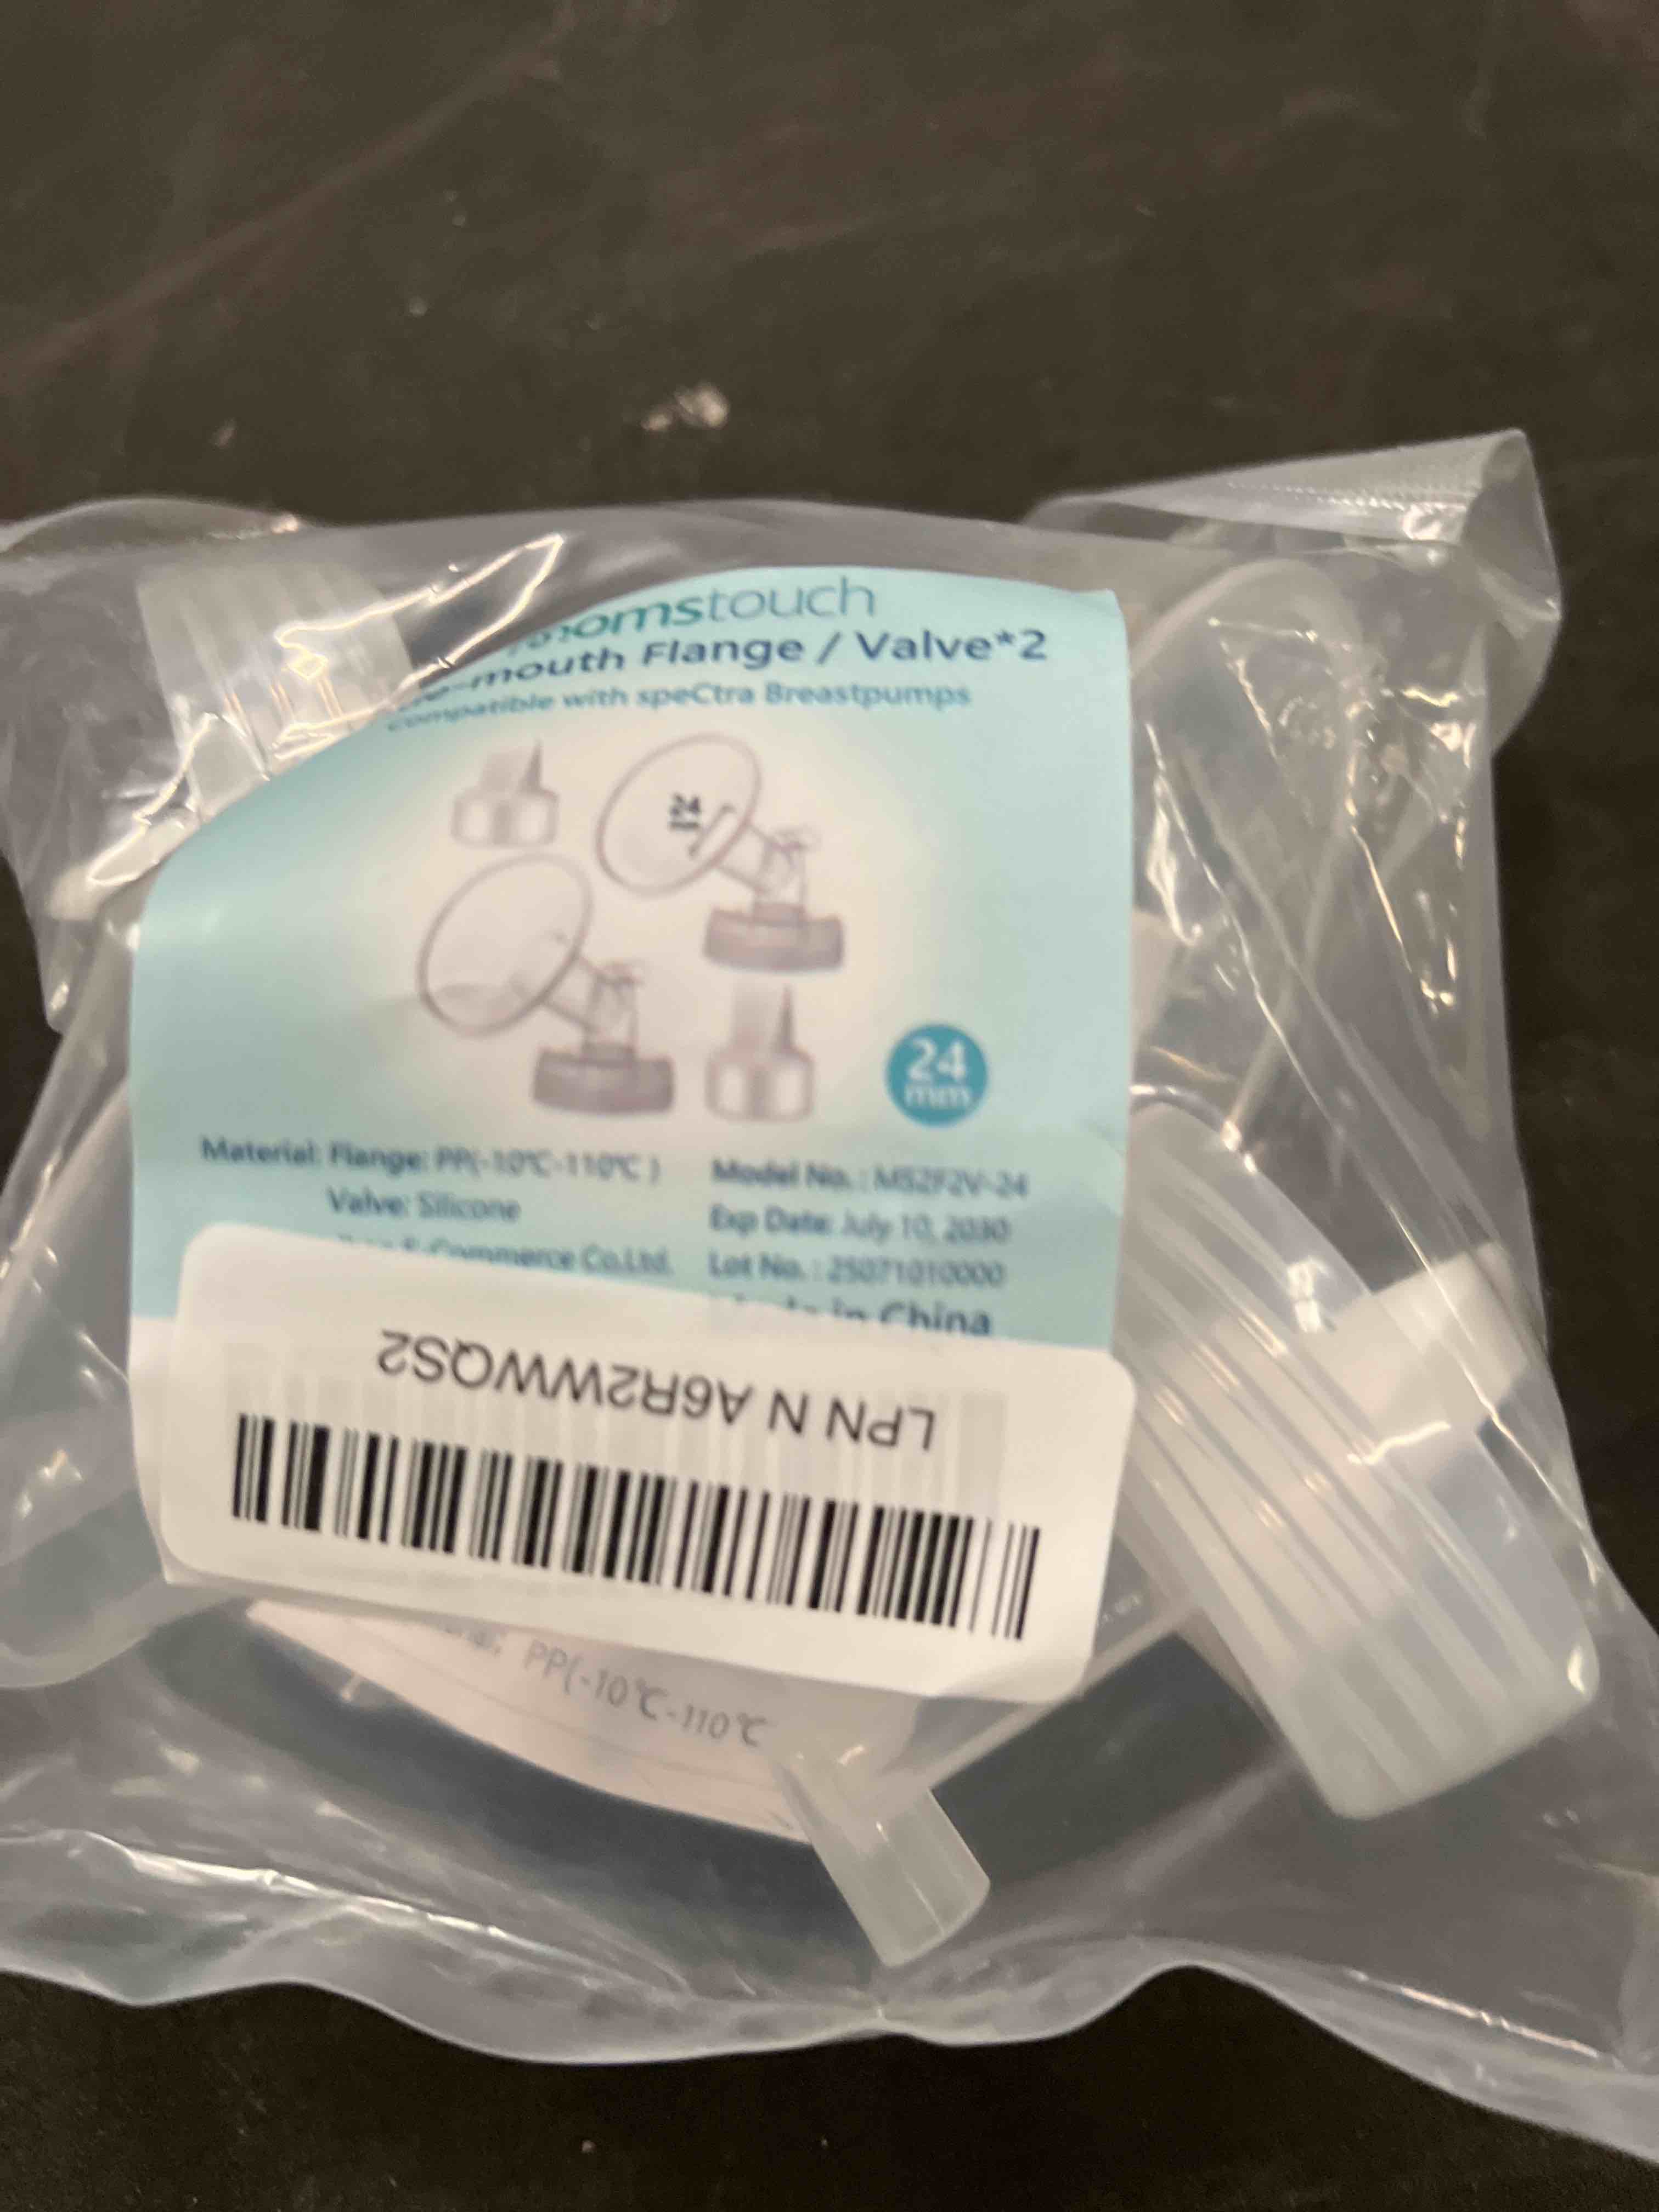 momstouch
-mouth Flange / Valve*2
Compatible with speCtra Breastpumps
24
24
mm
Material: Flange: PP(-10℃-110℃ )
Valve: Silicone
E-Commerce Co.Ltd.
Model No. : MS2F2V-24
Exp Date: July 10, 2030
Lot No. : 25071010000
in China
LPN N A6R2WWQS2
PP(-10℃-110℃